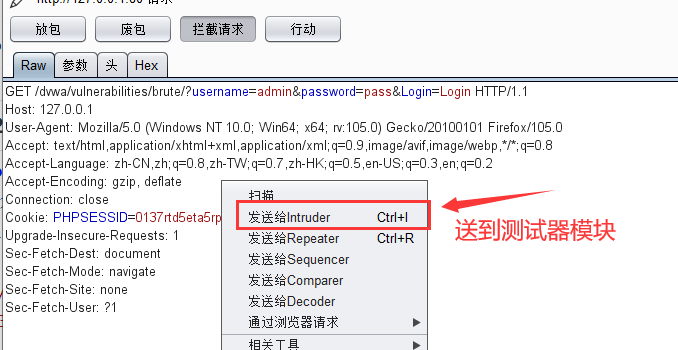 放包 废包 拦截请求 行动
Raw 参数 头 Hex
GET /dvwa/vulnerabilities/brute/?username=admin&password=pass&Login=Login HTTP/1.1
Host: 127.0.0.1
User-Agent: Mozilla/5.0 (Windows NT 10.0; Win64; x64; rv:105.0) Gecko/20100101 Firefox/105.0
Accept: text/html,application/xhtml+xml,application/xml;q=0.9,image/avif,image/webp,*/*;q=0.8
Accept-Language: zh-CN,zh;q=0.8,zh-TW;q=0.7,zh-HK;q=0.5,en-US;q=0.3,en;q=0.2
Accept-Encoding: gzip, deflate
Connection: close
Cookie: PHPSESSID=0137rtd5eta5rp
Upgrade-Insecure-Requests: 1
Sec-Fetch-Dest: document
Sec-Fetch-Mode: navigate
Sec-Fetch-Site: none
Sec-Fetch-User: ?1
扫描
发送给Intruder Ctrl+I
发送给Repeater Ctrl+R
发送给Sequencer
发送给Comparer
发送给Decoder
通过浏览器请求
相关工具
送到测试器模块